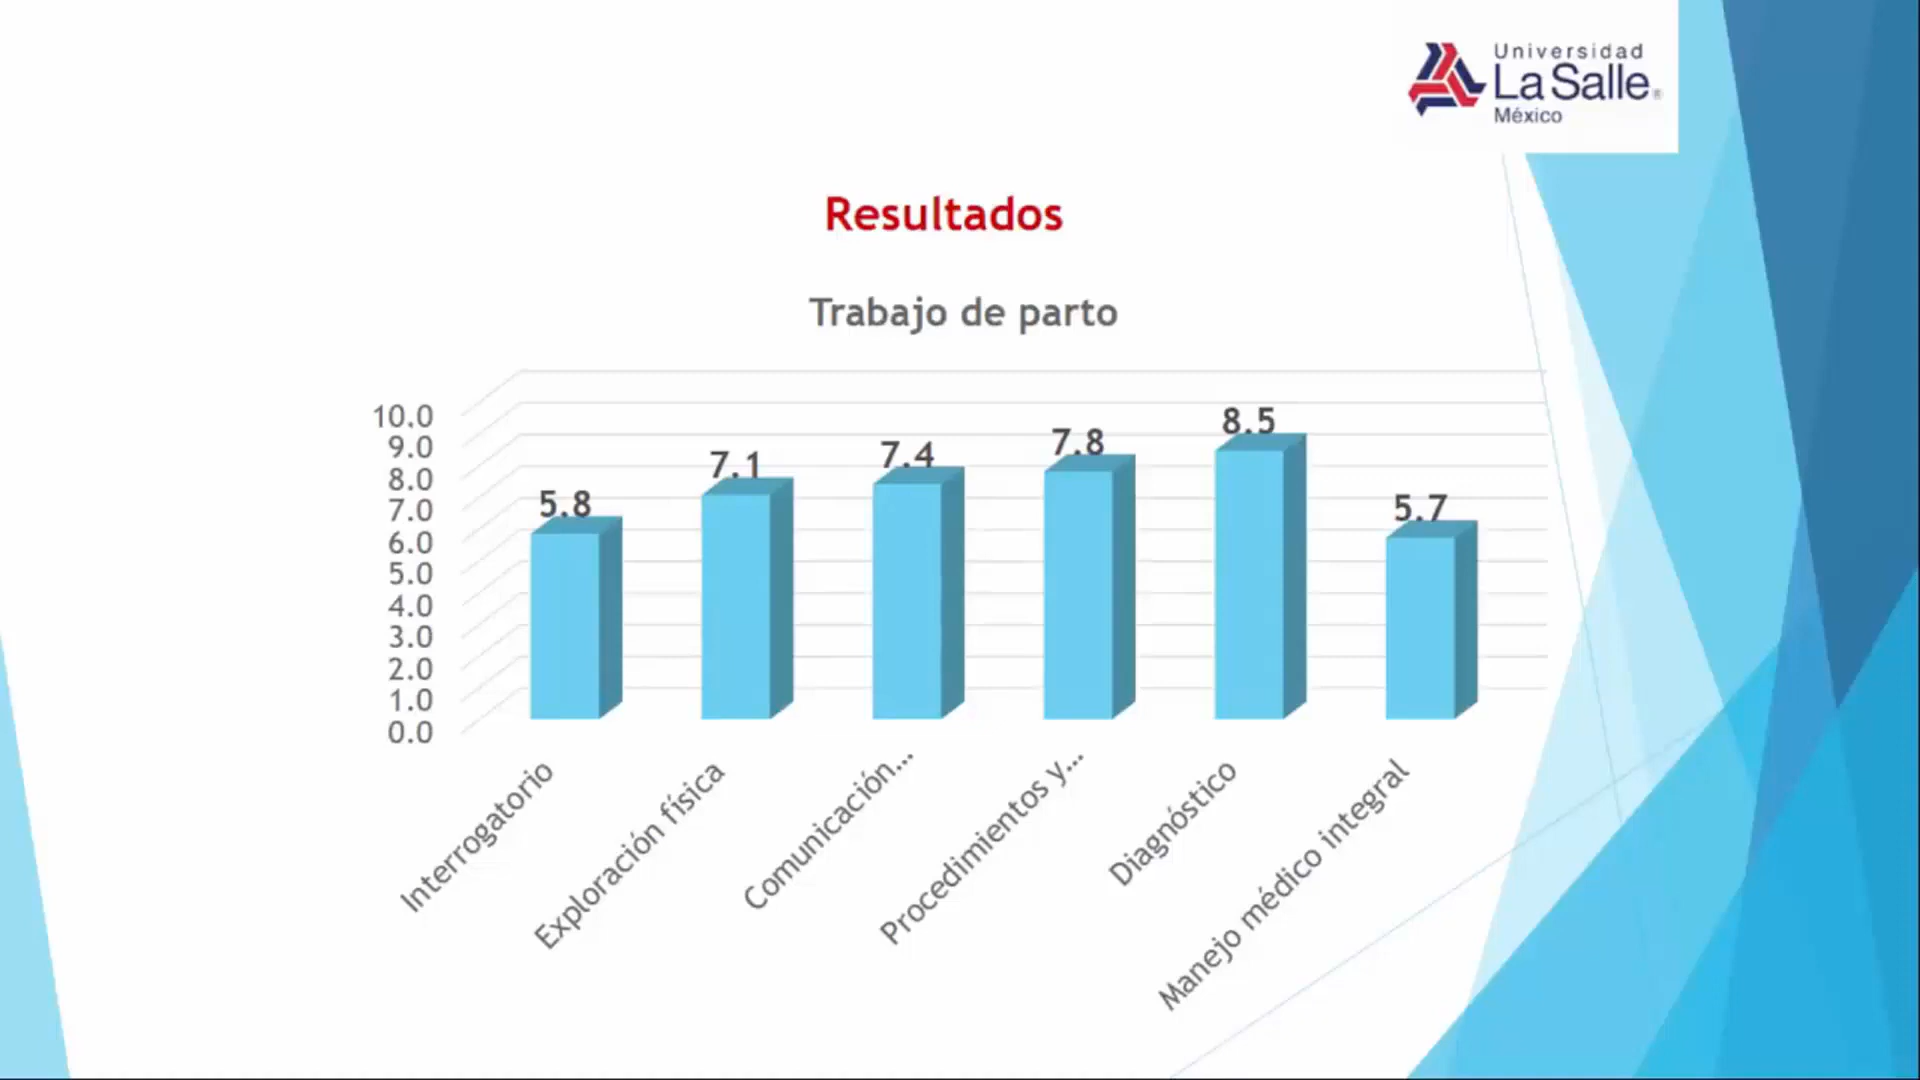 Universidad
La Salle®
México
Resultados
Trabajo de parto
10.0
9.0
8.0
7.0
6.0
5.0
4.0
3.0
2.0
1.0
0.0
5.8
7.1
7.4
7.8
8.5
5.7
Interrogatorio
Exploración física
Comunicación...
Procedimientos y...
Diagnóstico
Manejo médico integral